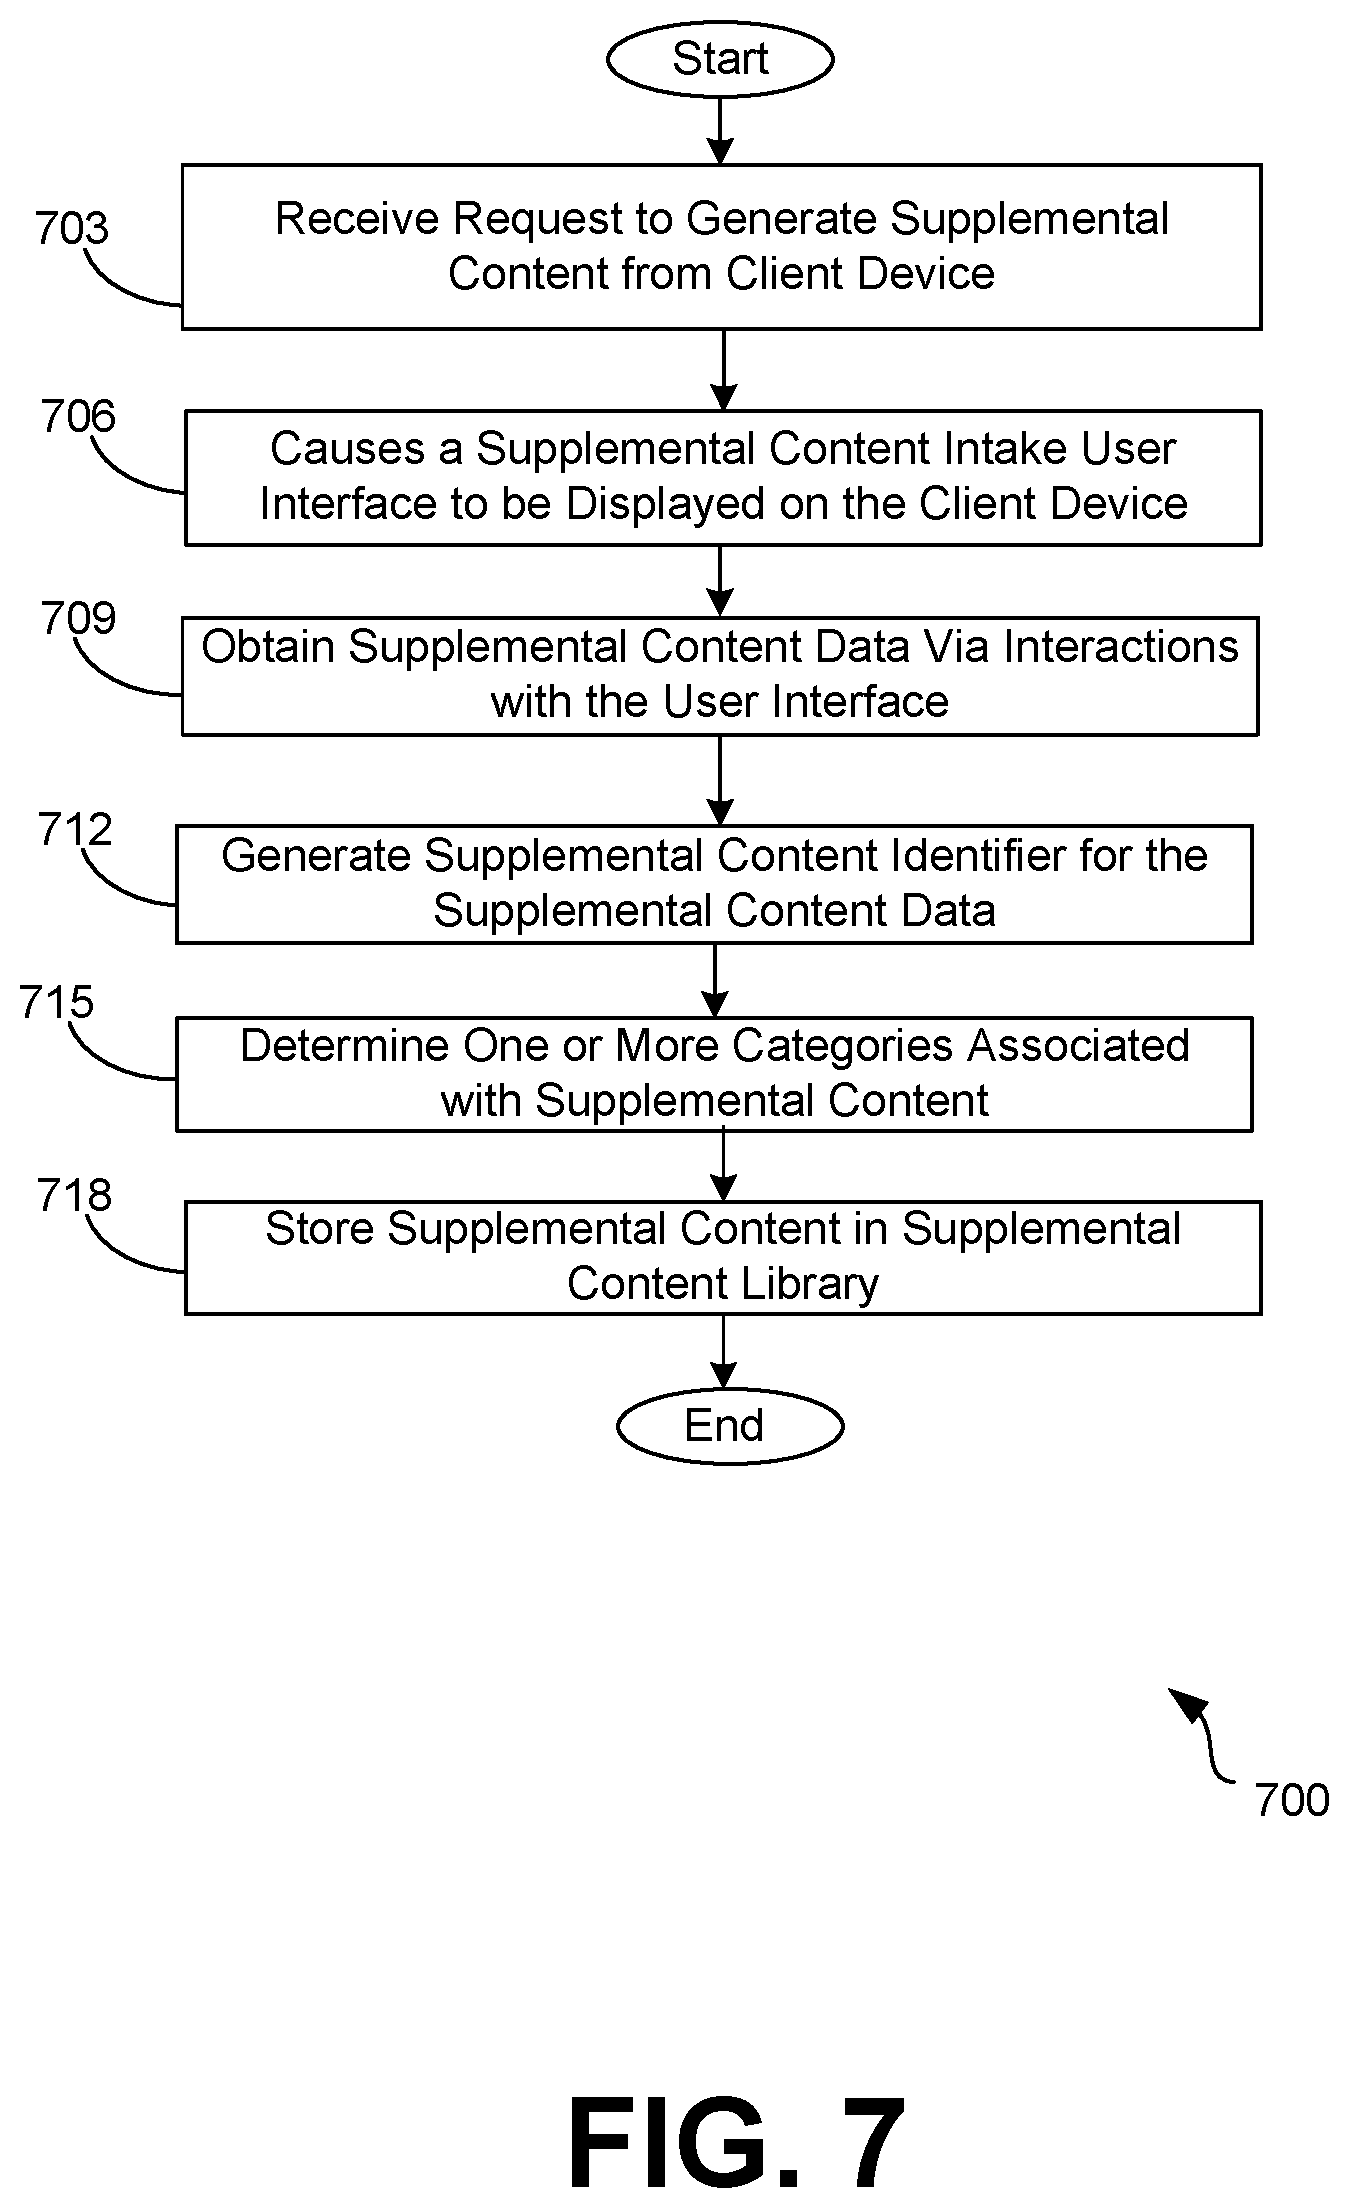 Start
703
Receive Request to Generate Supplemental
Content from Client Device
706
Causes a Supplemental Content Intake User
Interface to be Displayed on the Client Device
709
Obtain Supplemental Content Data Via Interactions
with the User Interface
712
Generate Supplemental Content Identifier for the
Supplemental Content Data
715
Determine One or More Categories Associated
with Supplemental Content
718
Store Supplemental Content in Supplemental
Content Library
End
700
FIG. 7